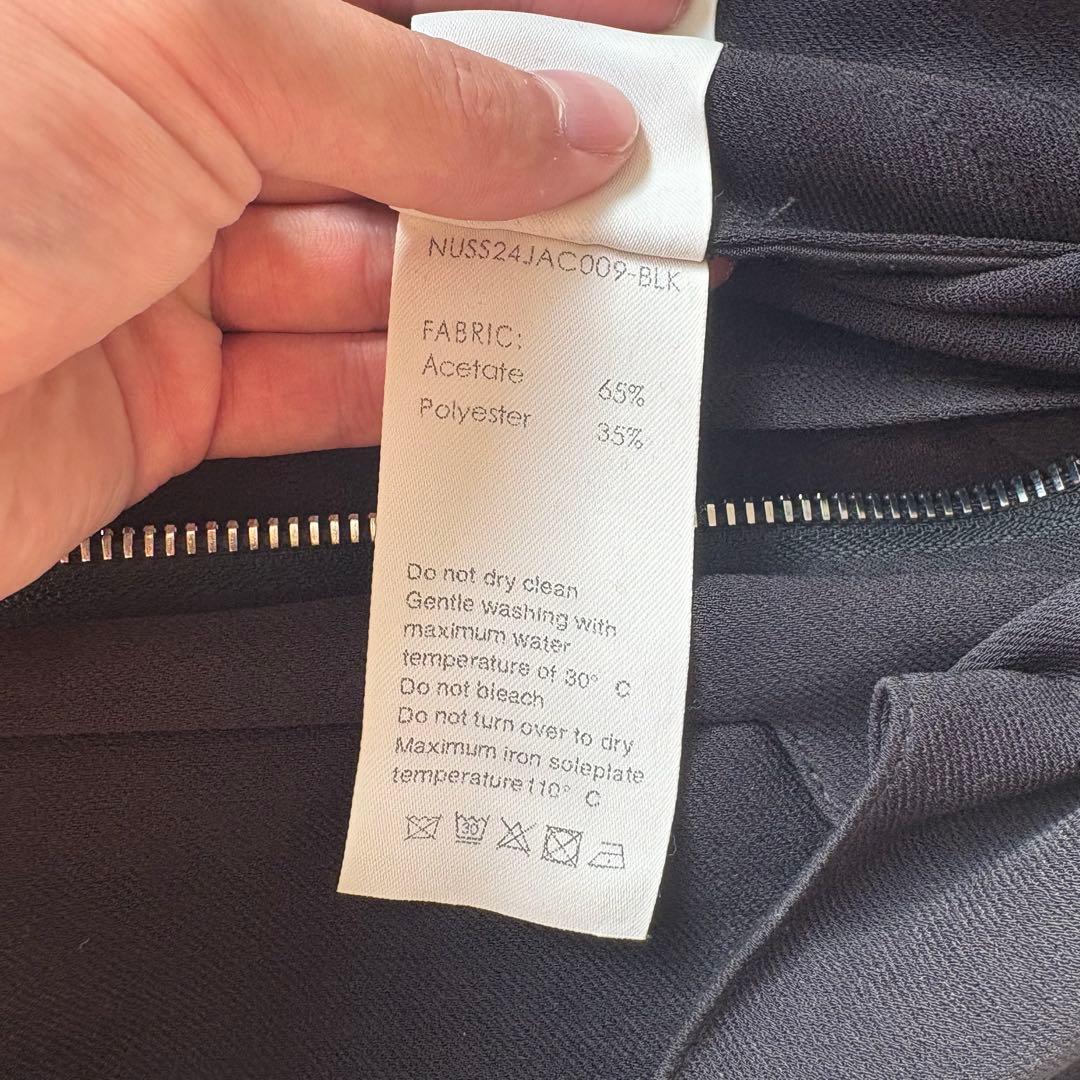 NUSS24JAC009-BLK
FABRIC:
Acetate 65%
Polyester 35%
Do not dry clean
Gentle washing with
maximum water
temperature of 30° C
Do not bleach
Do not turn over to dry
Maximum iron soleplate
temperature110° C
30